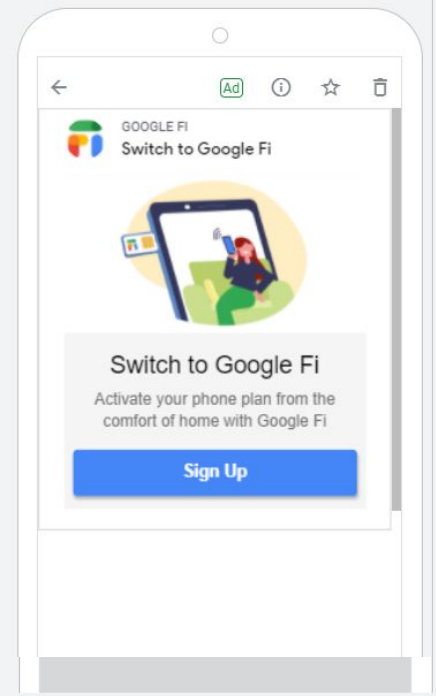 Ad
GOOGLE FI
Switch to Google Fi
Switch to Google Fi
Activate your phone plan from the
comfort of home with Google Fi
Sign Up